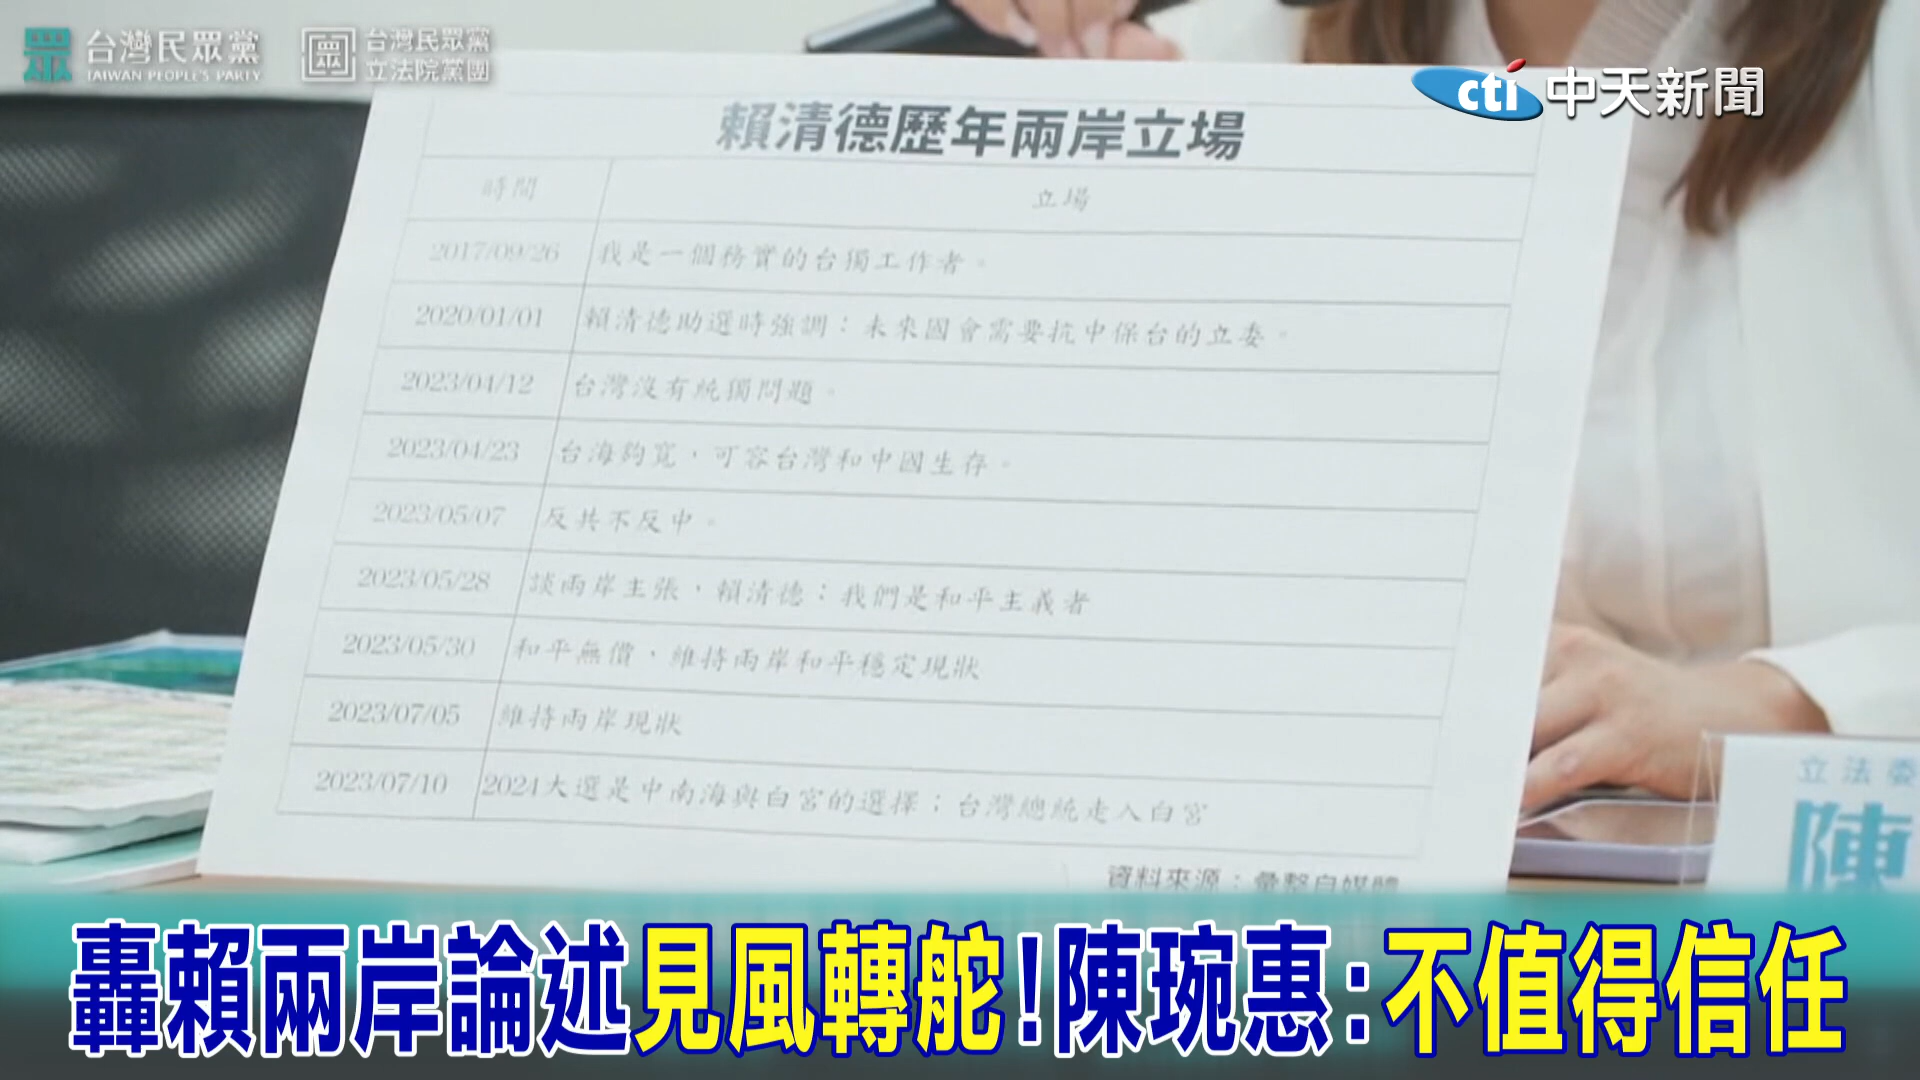 台灣民眾黨
TAIWAN PEOPLE'S PARTY
台灣民眾黨
立法院黨團
cti 中天新聞
賴清德歷年兩岸立場
時間 立場
2017/09/26 我是一個務實的台獨工作者。
2020/01/01 賴清德助選時強調：未來國會需要抗中保台的立委。
2023/04/12 台灣沒有統獨問題。
2023/04/23 台海夠寬，可容台灣和中國生存。
2023/05/07 反共不反中。
2023/05/28 談兩岸主張，賴清德：我們是和平主義者
2023/05/30 和平無價，維持兩岸和平穩定現狀
2023/07/05 維持兩岸現狀
2023/07/10 2024大選是中南海與白宮的選擇；台灣總統走入白宮
資料來源：彙整自媒體
立法委
陳
轟賴兩岸論述見風轉舵!陳琬惠:不值得信任